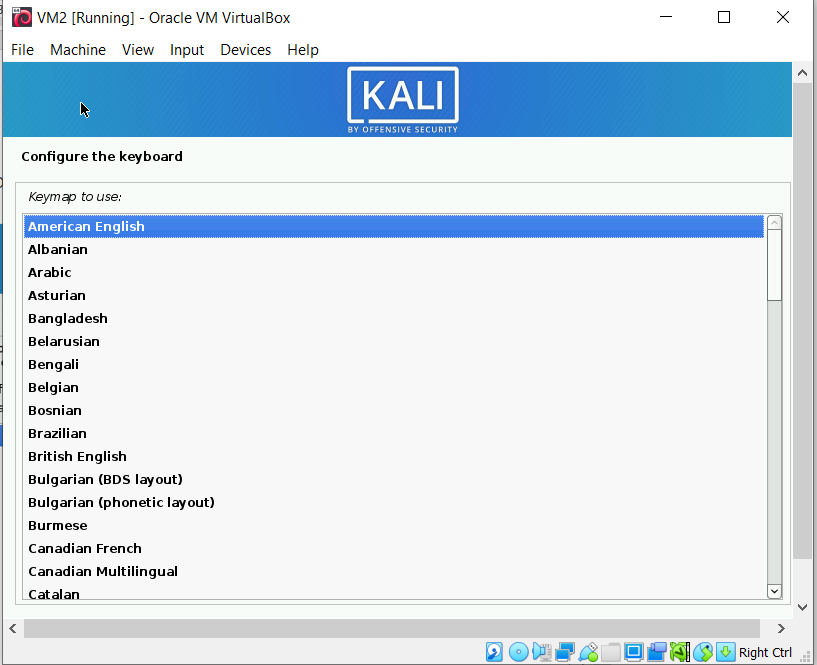 VM2 [Running] - Oracle VM VirtualBox
File Machine View Input Devices Help
KALI
BY OFFENSIVE SECURITY
Configure the keyboard
Keymap to use:
American English
Albanian
Arabic
Asturian
Bangladesh
Belarusian
Bengali
Belgian
Bosnian
Brazilian
British English
Bulgarian (BDS layout)
Bulgarian (phonetic layout)
Burmese
Canadian French
Canadian Multilingual
Catalan
Right Ctrl